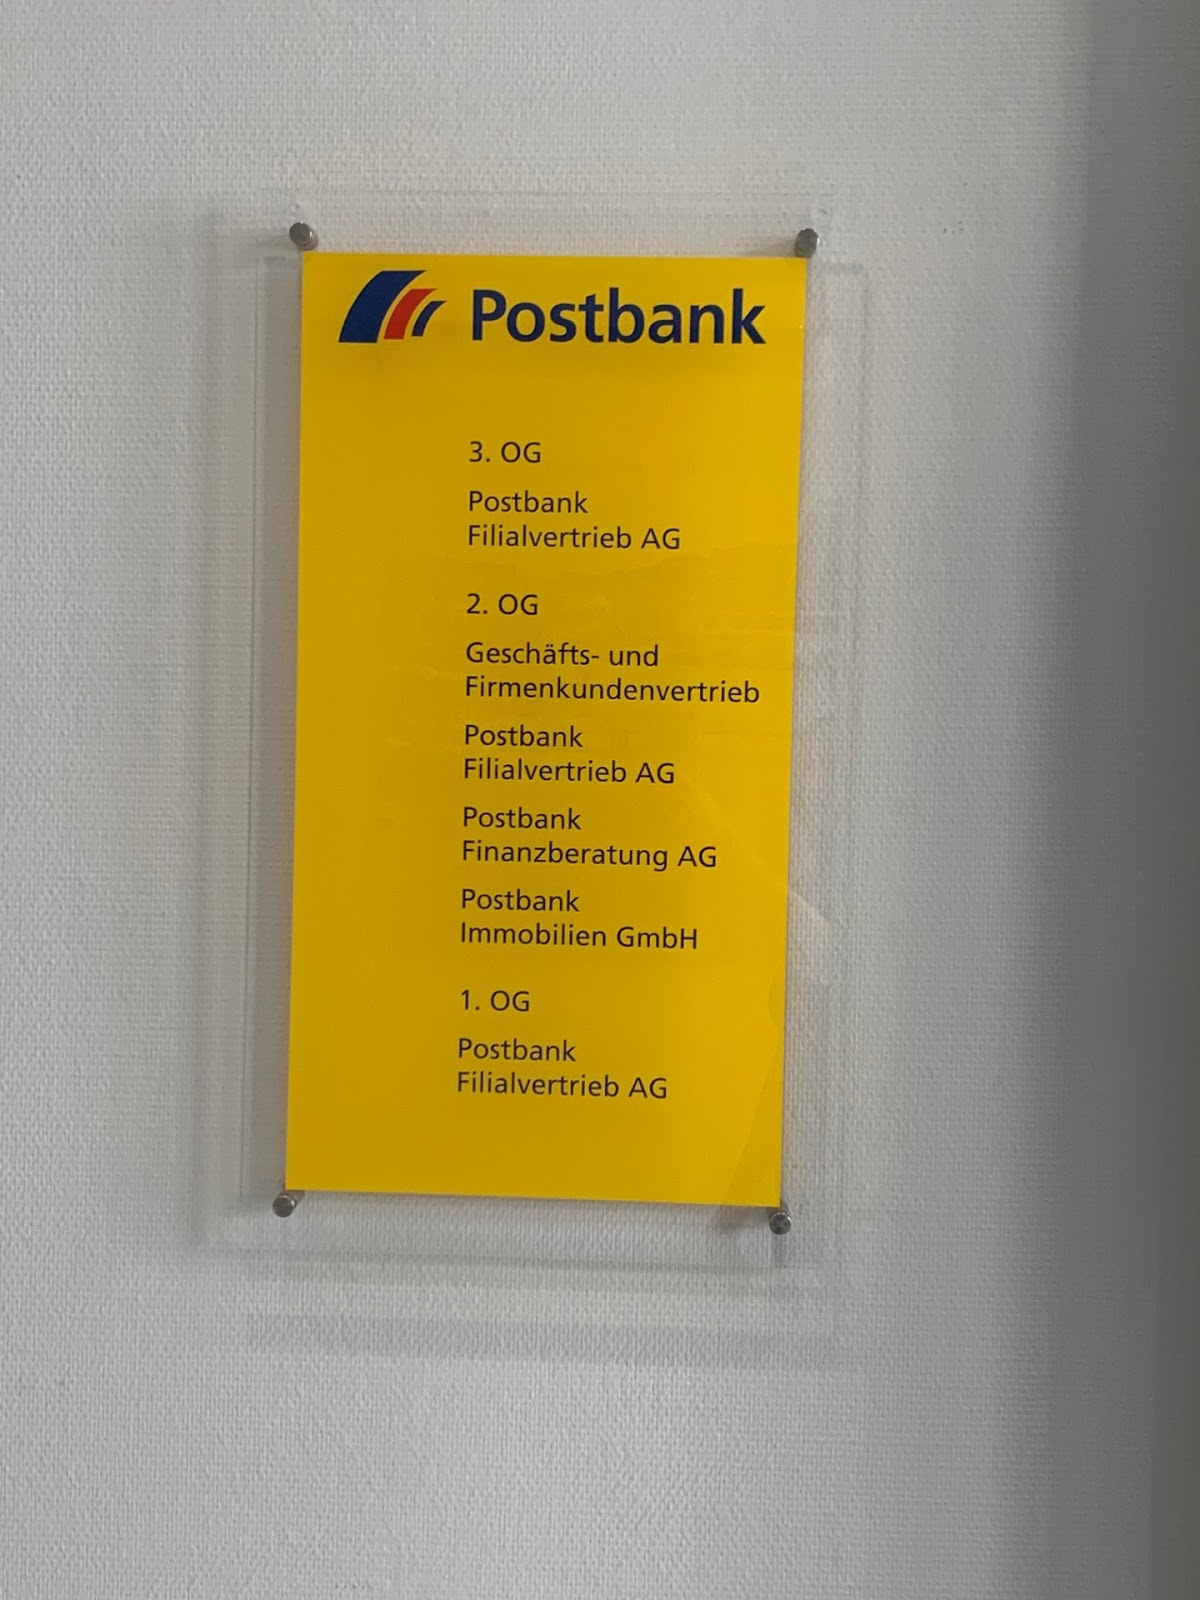 Postbank
3. OG
Postbank
Filialvertrieb AG
2. OG
Geschäfts- und
Firmenkundenvertrieb
Postbank
Filialvertrieb AG
Postbank
Finanzberatung AG
Postbank
Immobilien GmbH
1. OG
Postbank
Filialvertrieb AG